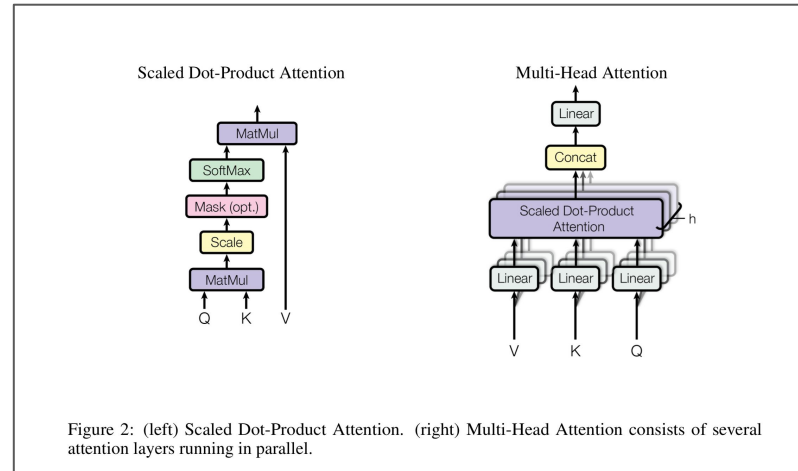 Scaled Dot-Product Attention
MatMul
SoftMax
Mask (opt.)
Scale
MatMul
Q K V
Multi-Head Attention
Linear
Concat
Scaled Dot-Product
Attention
h
Linear Linear Linear
V K Q
Figure 2: (left) Scaled Dot-Product Attention. (right) Multi-Head Attention consists of several
attention layers running in parallel.